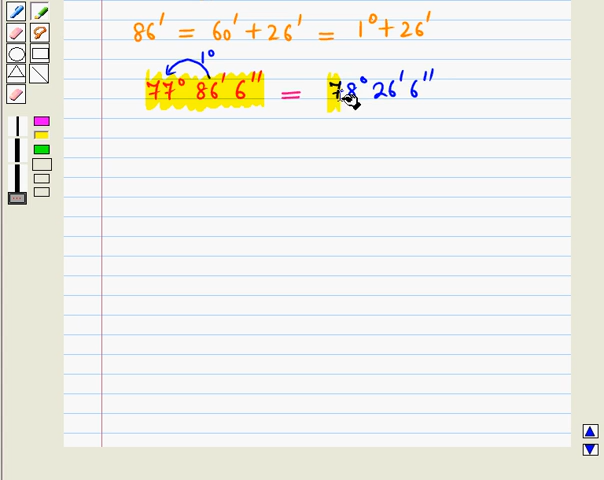 86' = 60' + 26' = 1° + 26'
1°
77° 86' 6" = 78° 26' 6"